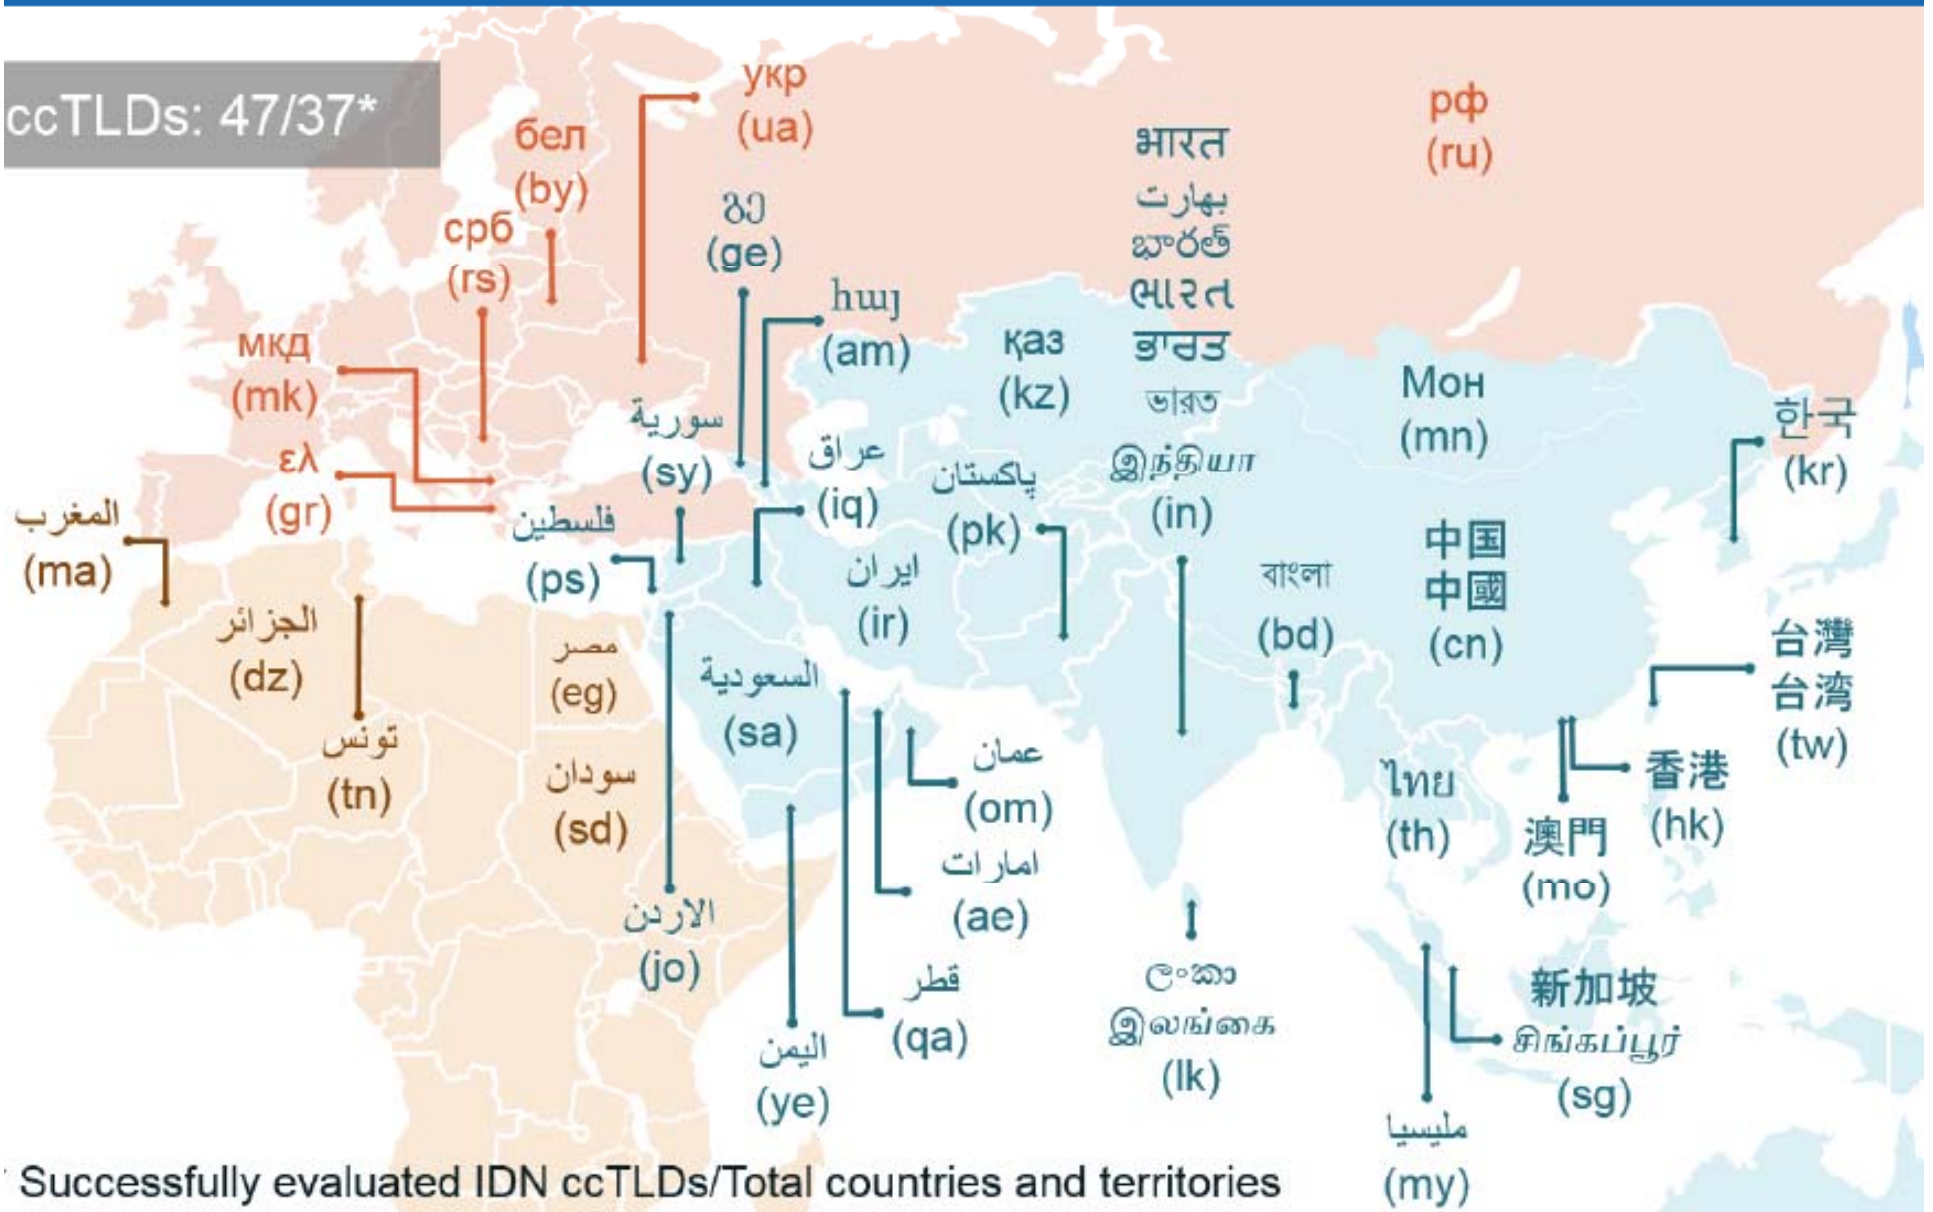 ccTLDs: 47/37*
укр
(ua)
рф
(ru)
бел
(by)
срб
(rs)
мкд
(mk)
ελ
(gr)
გე
(ge)
հայ
(am)
қаз
(kz)
भारत
بھارت
భారత్
ભારત
ਭਾਰਤ
ভারত
இந்தியா
(in)
Мон
(mn)
한국
(kr)
سورية
(sy)
عراق
(iq)
پاکستان
(pk)
المغرب
(ma)
فلسطين
(ps)
ایران
(ir)
বাংলা
(bd)
中国
中國
(cn)
الجزائر
(dz)
مصر
(eg)
السعودية
(sa)
台灣
台湾
(tw)
تونس
(tn)
سودان
(sd)
عمان
(om)
ไทย
(th)
香港
(hk)
澳門
(mo)
امارات
(ae)
الاردن
(jo)
قطر
(qa)
ලංකා
இலங்கை
(lk)
新加坡
சிங்கப்பூர்
(sg)
اليمن
(ye)
مليسيا
(my)
* Successfully evaluated IDN ccTLDs/Total countries and territories